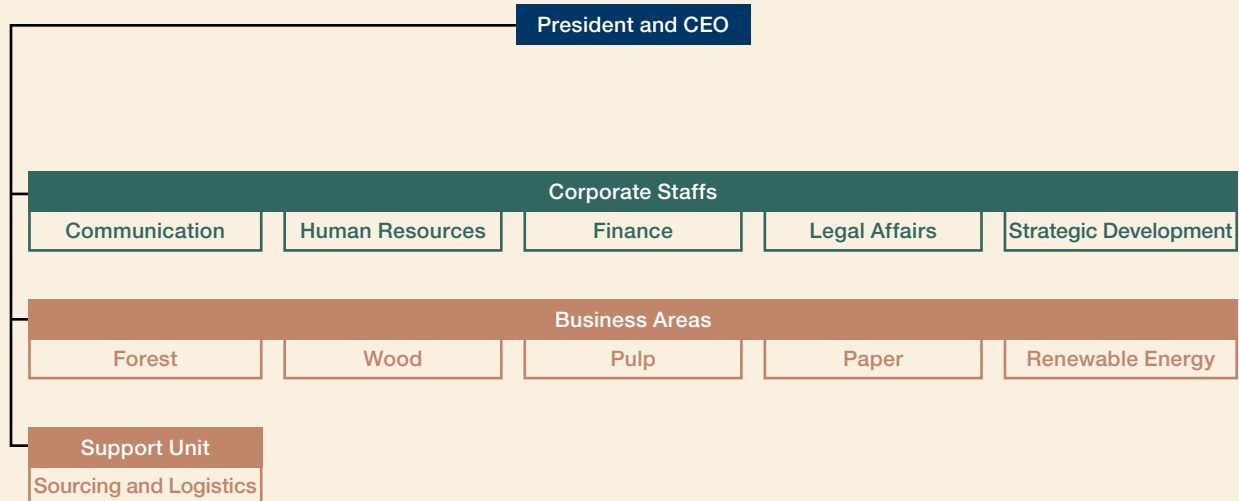 President and CEO
Corporate Staffs
Communication
Human Resources
Finance
Legal Affairs
Strategic Development
Business Areas
Forest
Wood
Pulp
Paper
Renewable Energy
Support Unit
Sourcing and Logistics